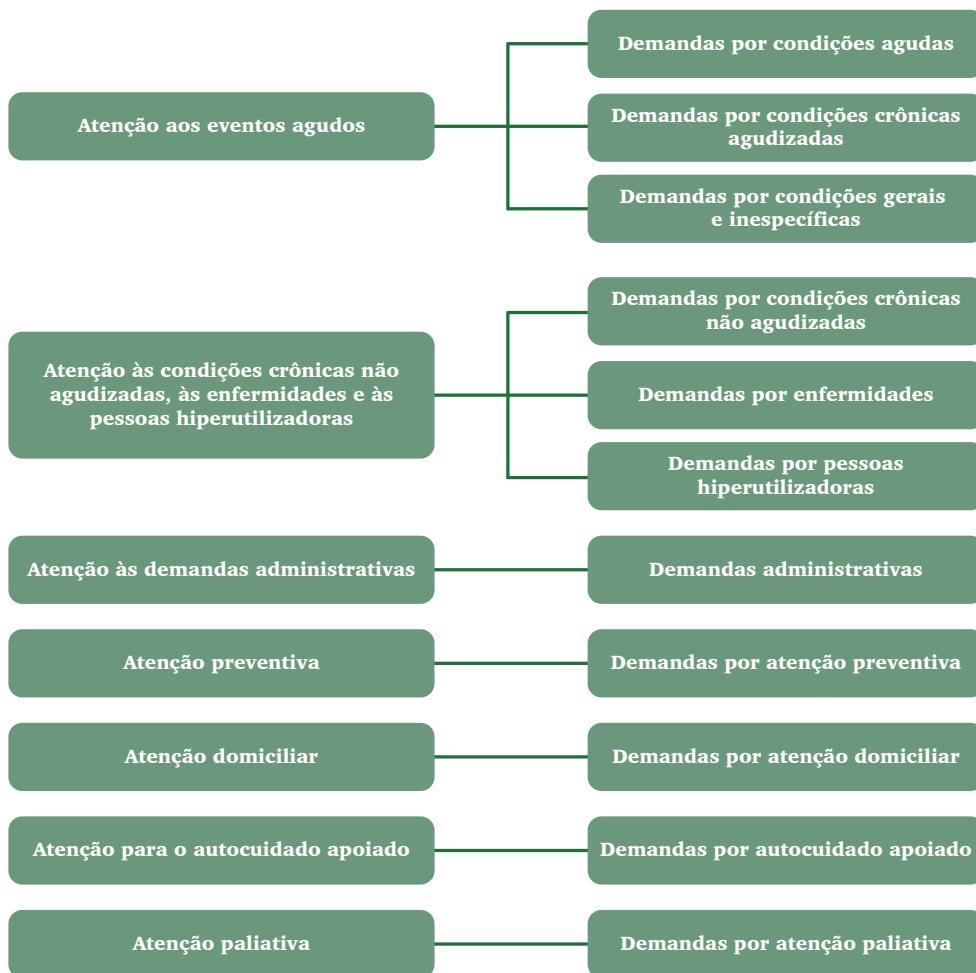 Atenção aos eventos agudos
Demandas por condições agudas
Demandas por condições crônicas
agudizadas
Demandas por condições gerais
e inespecíficas
Atenção às condições crônicas não
agudizadas, às enfermidades e às
pessoas hiperutilizadoras
Demandas por condições crônicas
não agudizadas
Demandas por enfermidades
Demandas por pessoas
hiperutilizadoras
Atenção às demandas administrativas
Demandas administrativas
Atenção preventiva
Demandas por atenção preventiva
Atenção domiciliar
Demandas por atenção domiciliar
Atenção para o autocuidado apoiado
Demandas por autocuidado apoiado
Atenção paliativa
Demandas por atenção paliativa